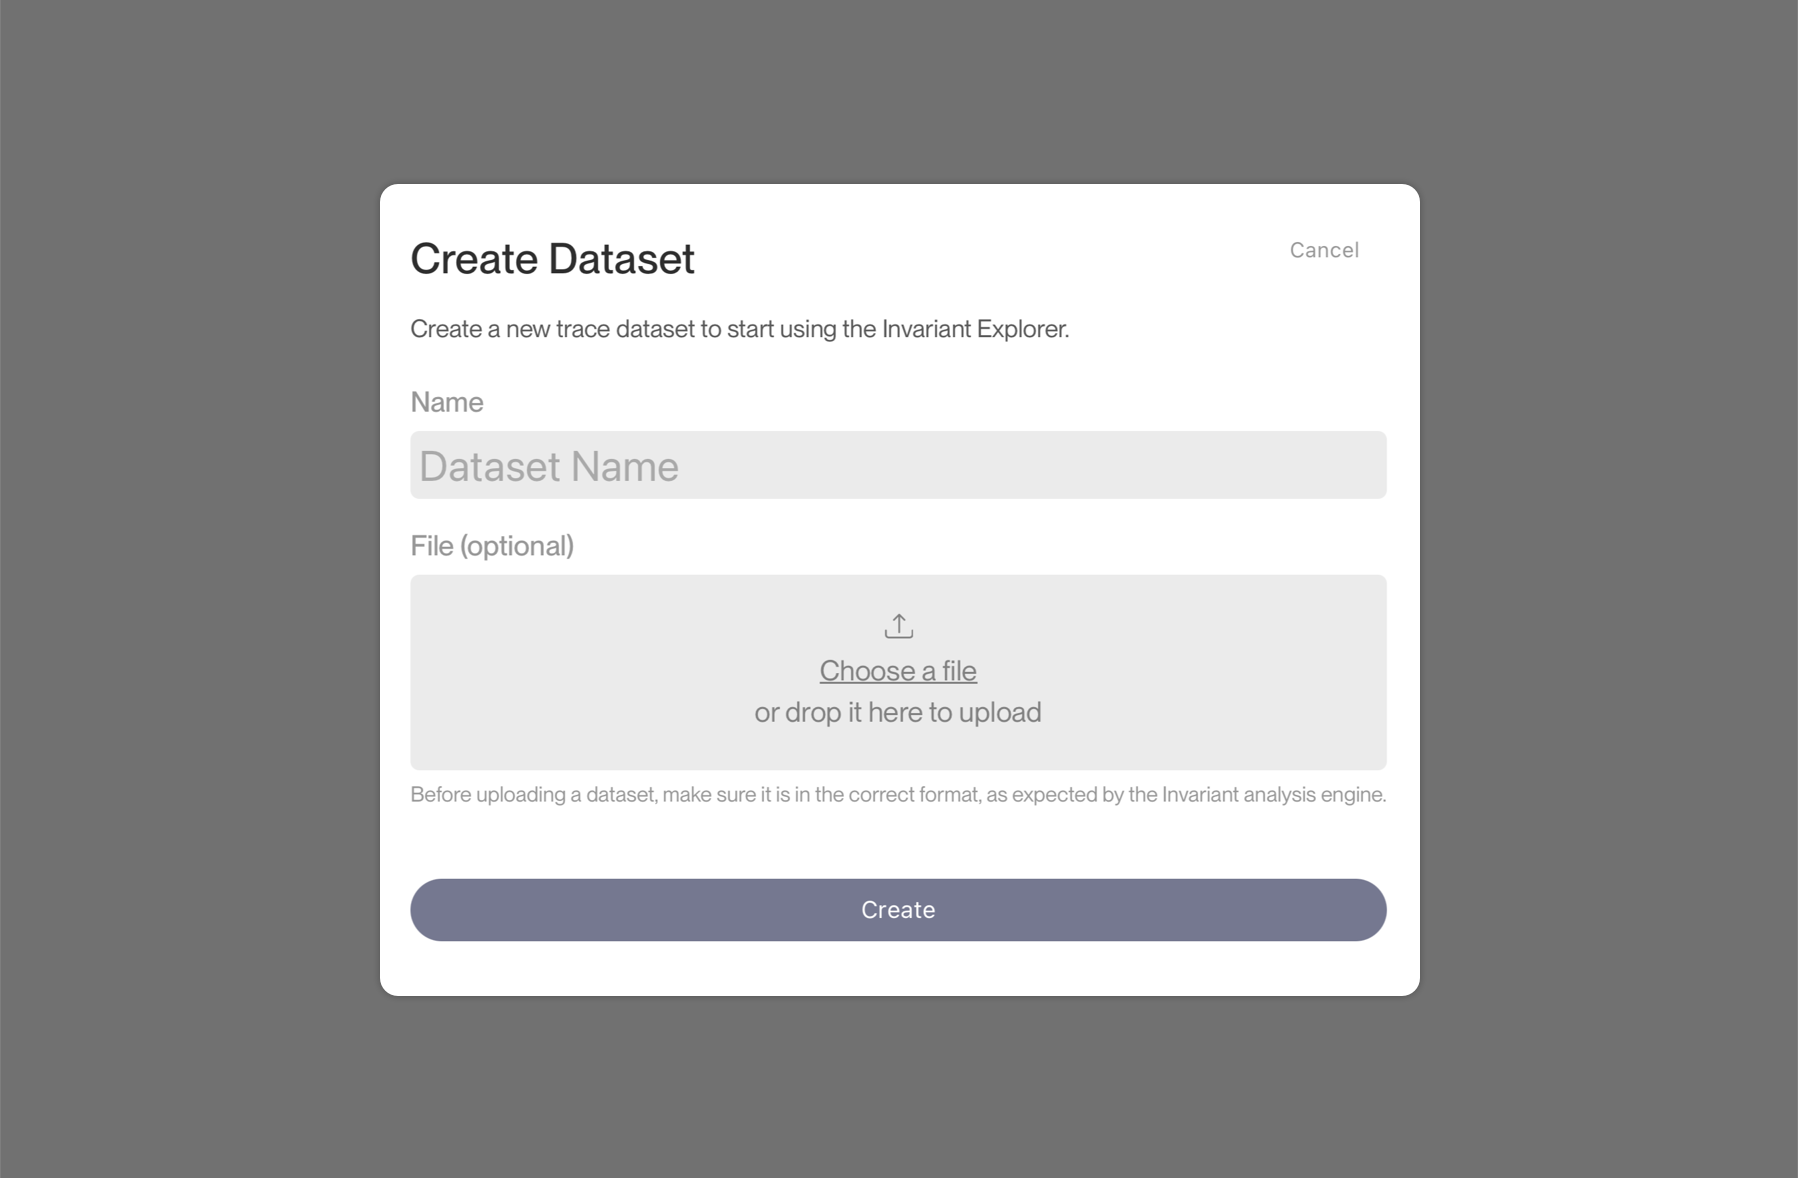 Create Dataset
Cancel
Create a new trace dataset to start using the Invariant Explorer.
Name
Dataset Name
File (optional)
Choose a file
or drop it here to upload
Before uploading a dataset, make sure it is in the correct format, as expected by the Invariant analysis engine.
Create